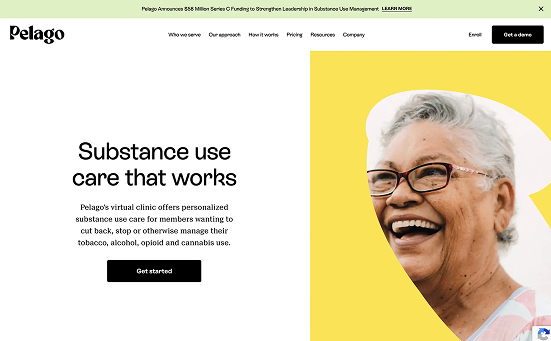 Pelago Announces $58 Million Series C Funding to Strengthen Leadership in Substance Use Management LEARN MORE
Pelago
Who we serve Our approach How it works Pricing Resources Company Enroll Get a demo
Substance use
care that works
Pelago's virtual clinic offers personalized
substance use care for members wanting to
cut back, stop or otherwise manage their
tobacco, alcohol, opioid and cannabis use.
Get started